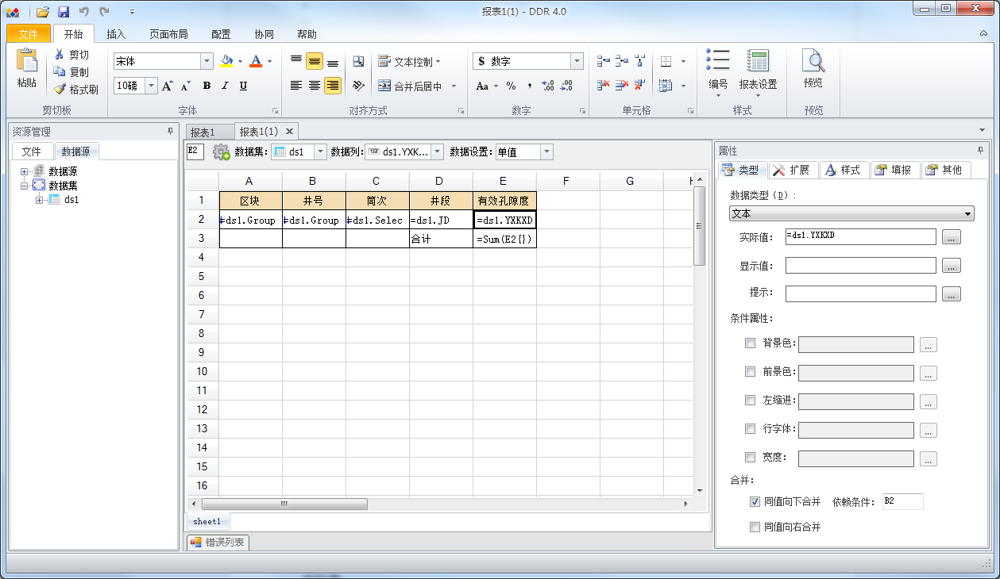 报表1(1) - DDR 4.0
文件 开始 插入 页面布局 配置 协同 帮助
粘贴 剪切 复制 格式刷
宋体 10磅 A A B I U
文本控制 合并后居中
$ 数字 Aa % , .00 .00
编号 报表设置 预览
剪切板 字体 对齐方式 数字 单元格 样式 预览
资源管理
文件 数据源
数据源
数据集
ds1
报表1 报表1(1)
E2 数据集: ds1 数据列: ds1.YXK... 数据设置: 单值
A B C D E F G H
1 区块 井号 筒次 井段 有效孔隙度
2 =ds1.Group =ds1.Group =ds1.Selec =ds1.JD =ds1.YXKXD
3 合计 =Sum(E2{})
4
5
6
7
8
9
10
11
12
13
14
15
16
sheet1
错误列表
属性
类型 扩展 样式 填报 其他
数据类型(D):
文本
实际值: =ds1.YXKXD ...
显示值: ...
提示: ...
条件属性:
背景色: ...
前景色: ...
左缩进: ...
行字体: ...
宽度: ...
合并:
同值向下合并 依赖条件: B2
同值向右合并